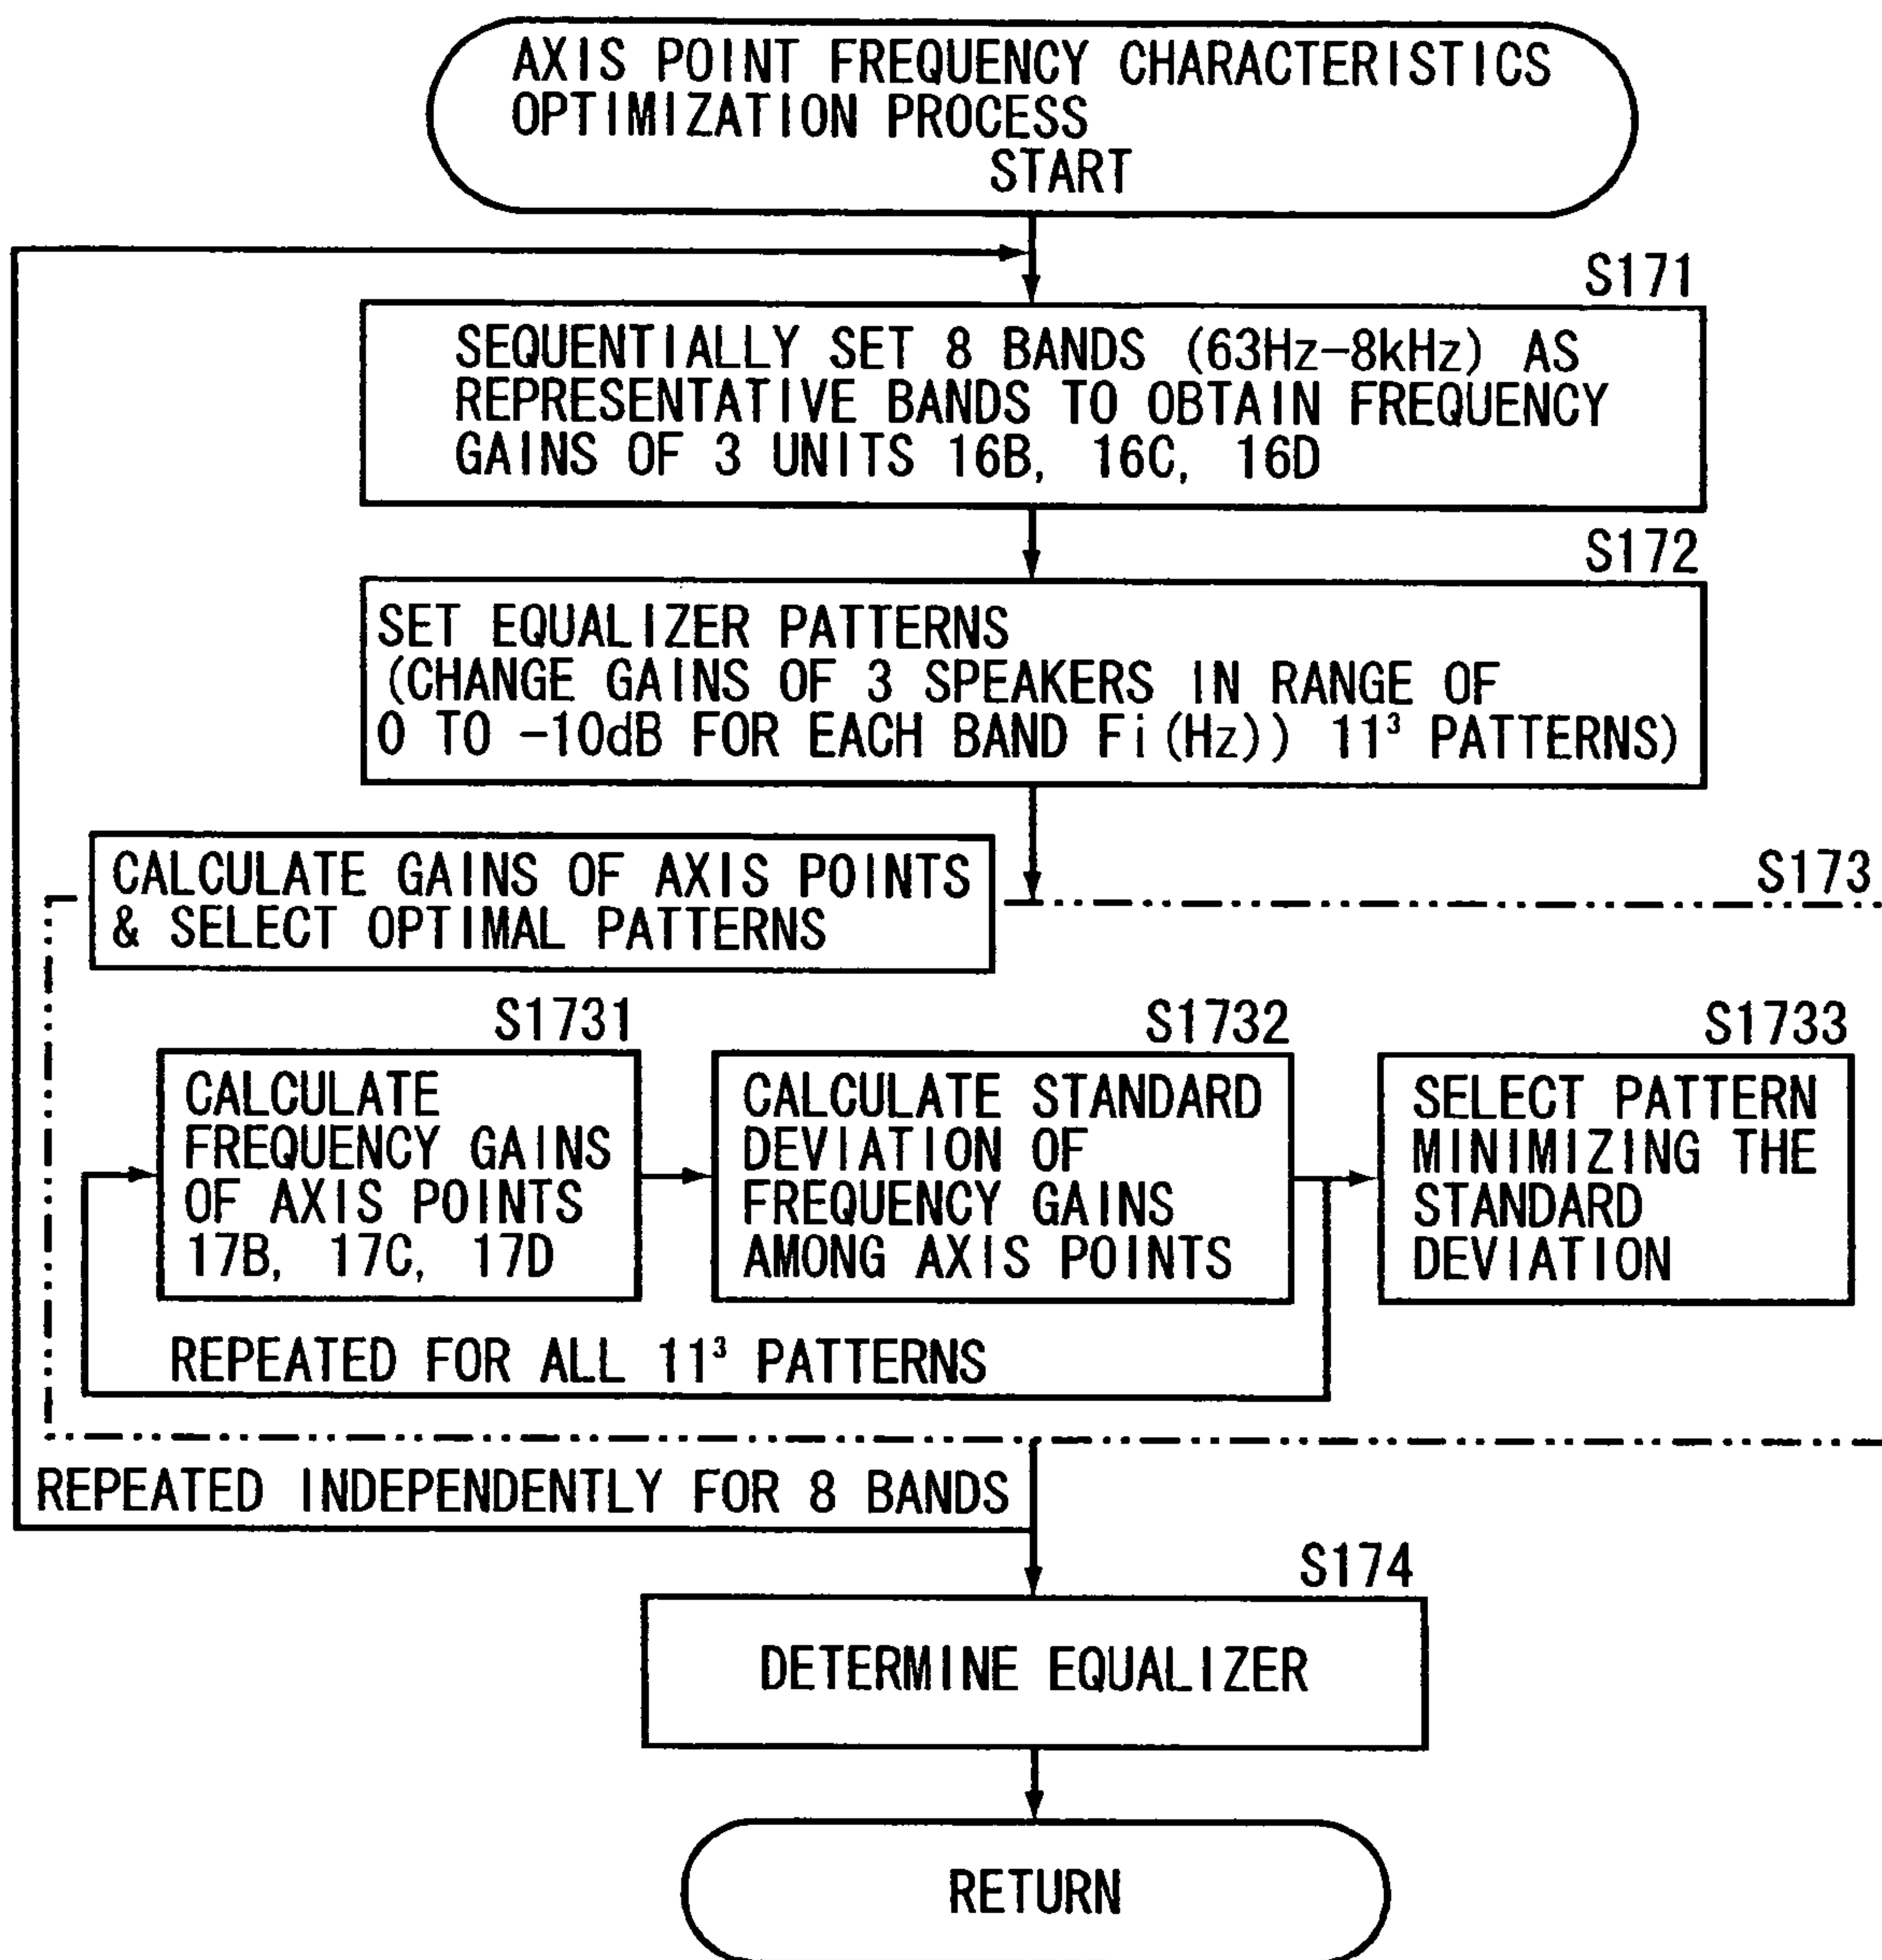 AXIS POINT FREQUENCY CHARACTERISTICS
OPTIMIZATION PROCESS
START
S171
SEQUENTIALLY SET 8 BANDS (63Hz-8kHz) AS
REPRESENTATIVE BANDS TO OBTAIN FREQUENCY
GAINS OF 3 UNITS 16B, 16C, 16D
S172
SET EQUALIZER PATTERNS
(CHANGE GAINS OF 3 SPEAKERS IN RANGE OF
0 TO -10dB FOR EACH BAND Fi(Hz)) 11³ PATTERNS)
CALCULATE GAINS OF AXIS POINTS
& SELECT OPTIMAL PATTERNS
S173
S1731
CALCULATE
FREQUENCY GAINS
OF AXIS POINTS
17B, 17C, 17D
S1732
CALCULATE STANDARD
DEVIATION OF
FREQUENCY GAINS
AMONG AXIS POINTS
S1733
SELECT PATTERN
MINIMIZING THE
STANDARD
DEVIATION
REPEATED FOR ALL 11³ PATTERNS
REPEATED INDEPENDENTLY FOR 8 BANDS
S174
DETERMINE EQUALIZER
RETURN